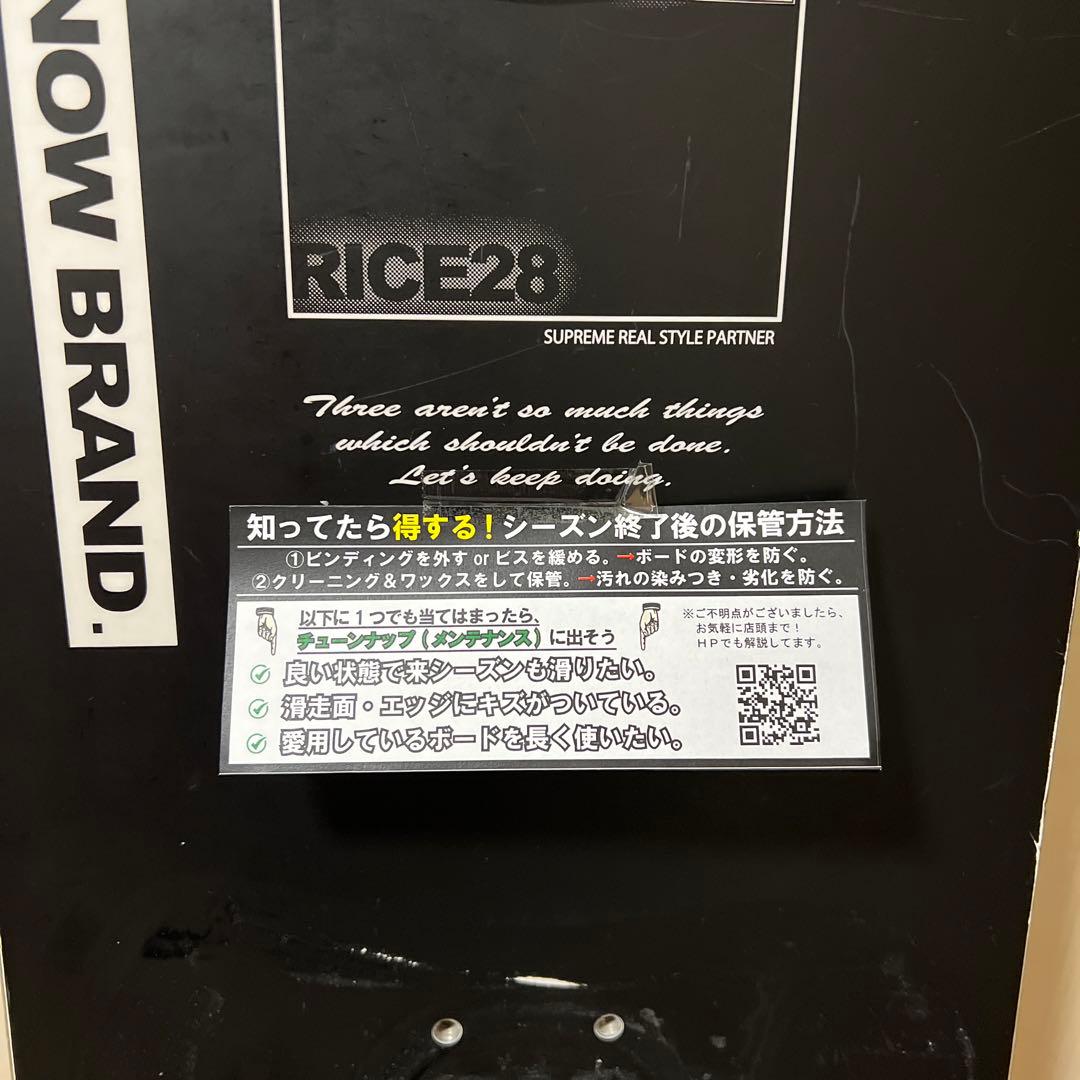 NOW BRAND.
RICE28
SUPREME REAL STYLE PARTNER
Three aren't so much things
which shouldn't be done.
Let's keep doing.
知ってたら得する！シーズン終了後の保管方法
①ビンディングを外す or ビスを緩める。→ボードの変形を防ぐ。
②クリーニング&ワックスをして保管。→汚れの染みつき・劣化を防ぐ。
以下に1つでも当てはまったら、
チューンナップ（メンテナンス）に出そう
良い状態で来シーズンも滑りたい。
滑走面・エッジにキズがついている。
愛用しているボードを長く使いたい。
※ご不明点がございましたら、
お気軽に店頭まで！
HPでも解説してます。